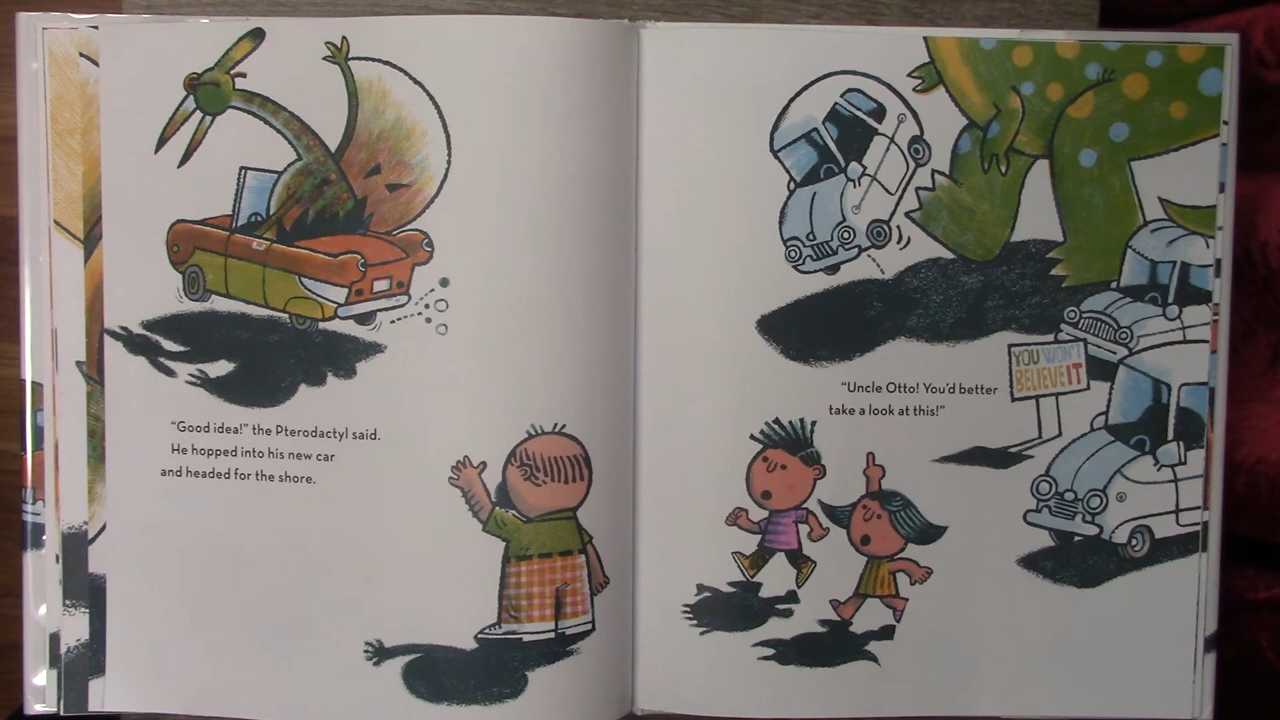 “Good idea!” the Pterodactyl said.
He hopped into his new car
and headed for the shore.
“Uncle Otto! You’d better
take a look at this!”
YOU WON'T
BELIEVE IT